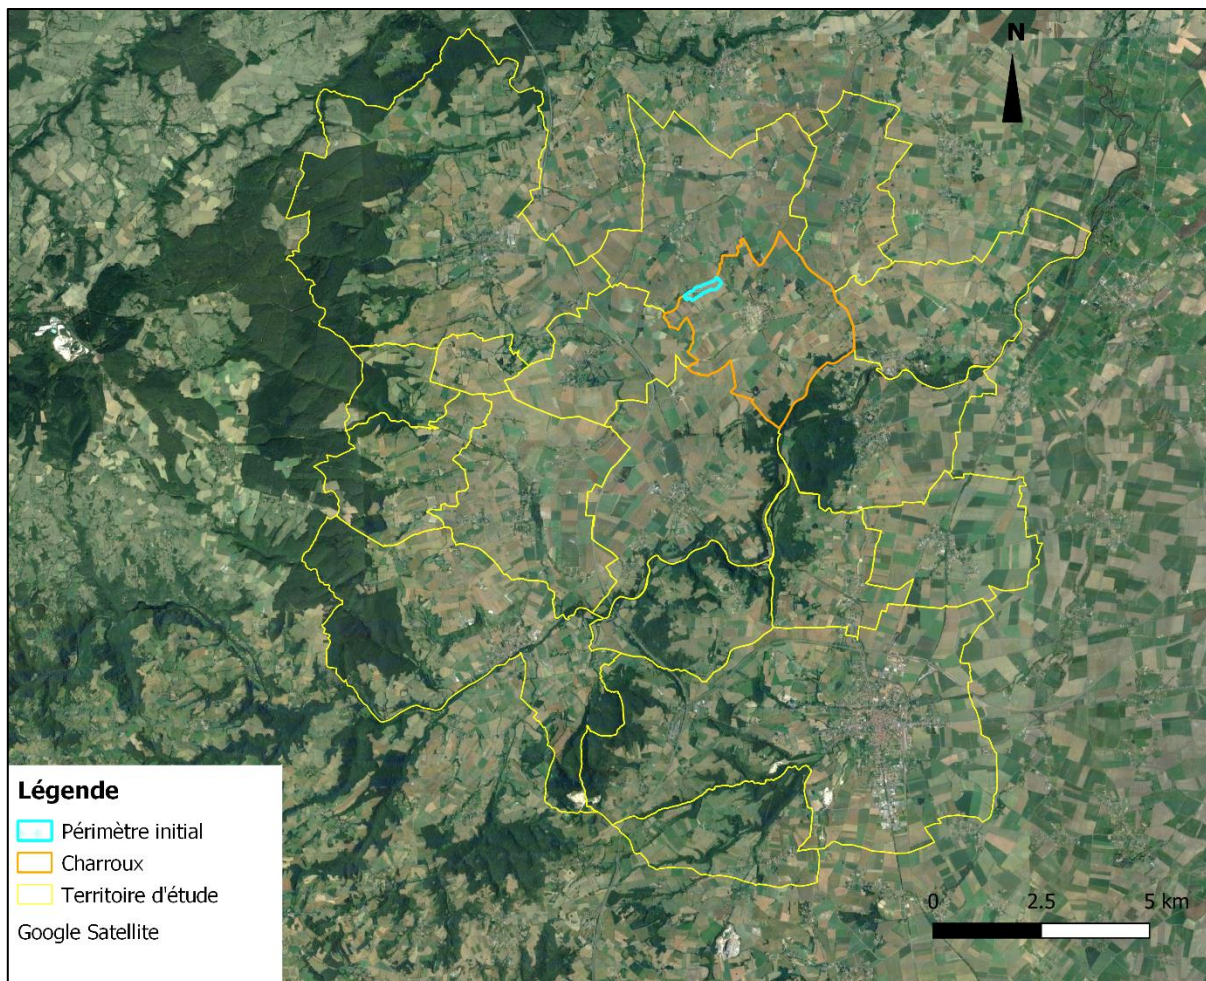 N
Légende
Périmètre initial
Charroux
Territoire d'étude
Google Satellite
0 2.5 5 km